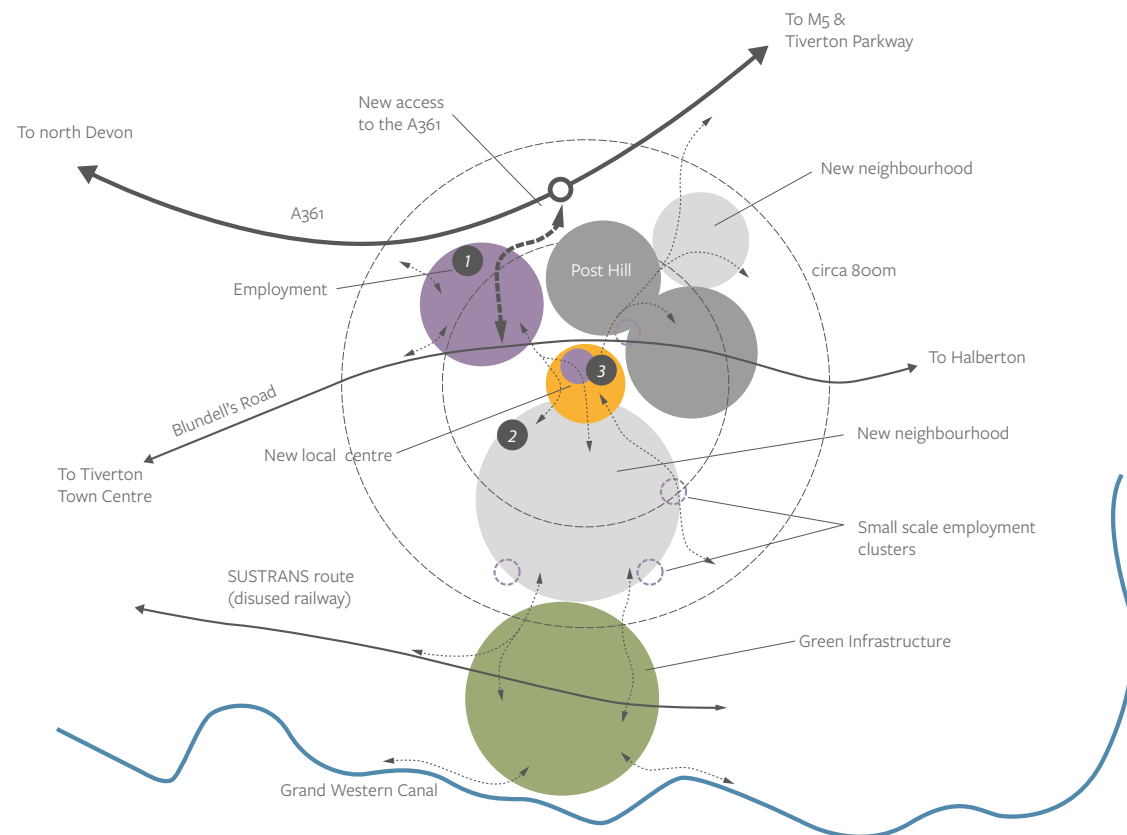 To M5 &
Tiverton Parkway
New access
to the A361
To north Devon
New neighbourhood
A361
1
Post Hill
circa 800m
Employment
To Halberton
3
Blundell's Road
2
New neighbourhood
New local centre
To Tiverton
Town Centre
Small scale employment
clusters
SUSTRANS route
(disused railway)
Green Infrastructure
Grand Western Canal